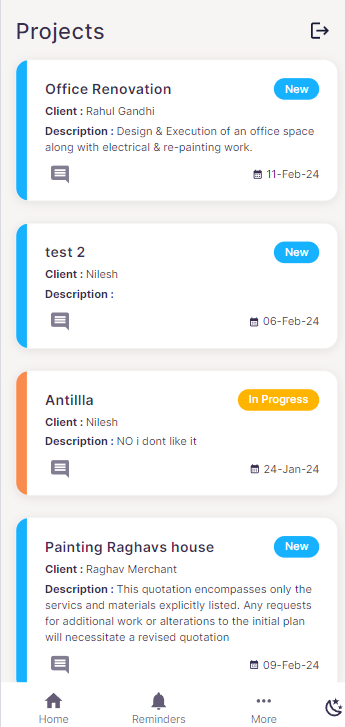 Projects
Office Renovation
New
Client : Rahul Gandhi
Description : Design & Execution of an office space
along with electrical & re-painting work.
11-Feb-24
test 2
New
Client : Nilesh
Description :
06-Feb-24
Antillla
In Progress
Client : Nilesh
Description : NO i dont like it
24-Jan-24
Painting Raghavs house
New
Client : Raghav Merchant
Description : This quotation encompasses only the
servics and materials explicitly listed. Any requests
for additional work or alterations to the initial plan
will necessitate a revised quotation
09-Feb-24
Home
Reminders
More